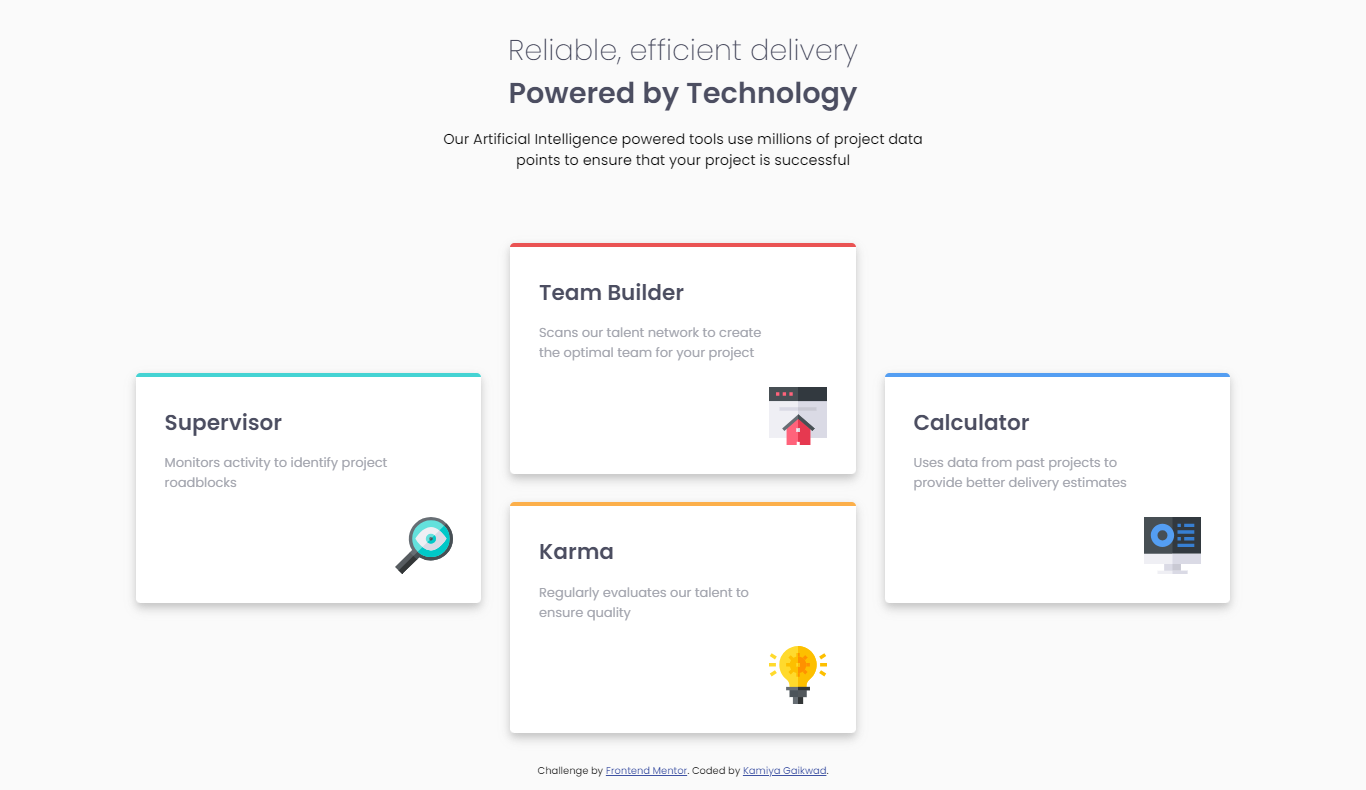 Reliable, efficient delivery
Powered by Technology
Our Artificial Intelligence powered tools use millions of project data
points to ensure that your project is successful
Team Builder
Scans our talent network to create
the optimal team for your project
Supervisor
Monitors activity to identify project
roadblocks
Calculator
Uses data from past projects to
provide better delivery estimates
Karma
Regularly evaluates our talent to
ensure quality
Challenge by Frontend Mentor. Coded by Kamiya Gaikwad.